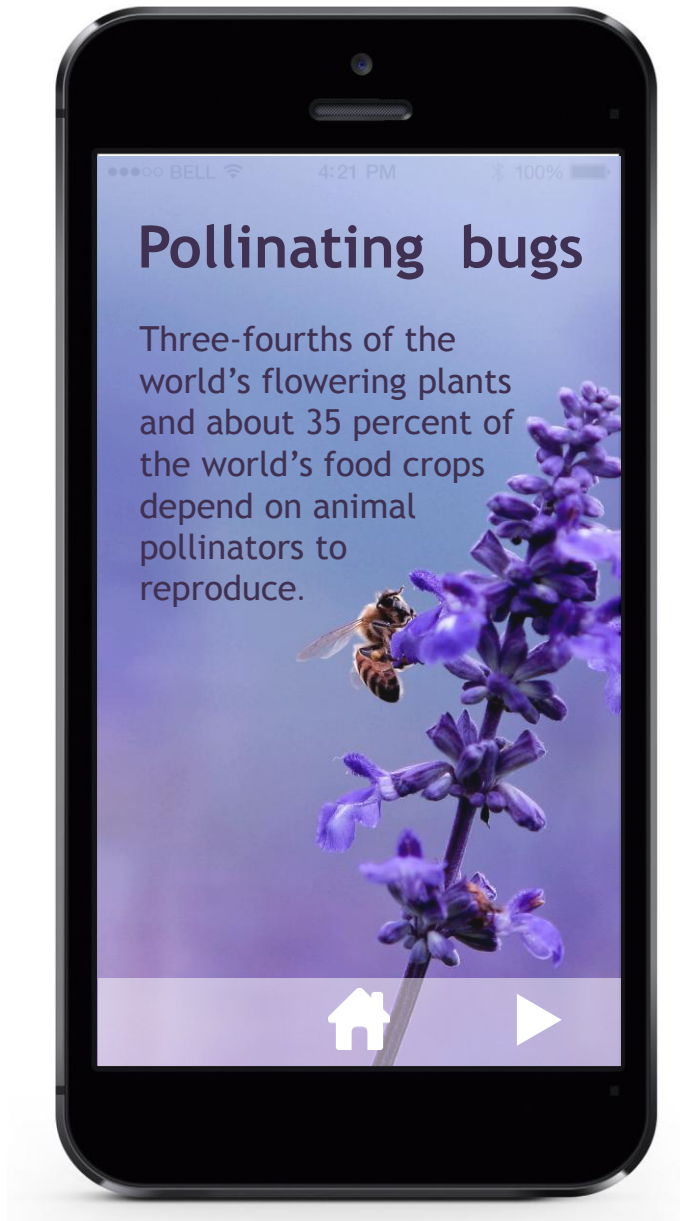 ●●●○○ BELL 4:21 PM 100%
Pollinating bugs
Three-fourths of the
world’s flowering plants
and about 35 percent of
the world’s food crops
depend on animal
pollinators to
reproduce.